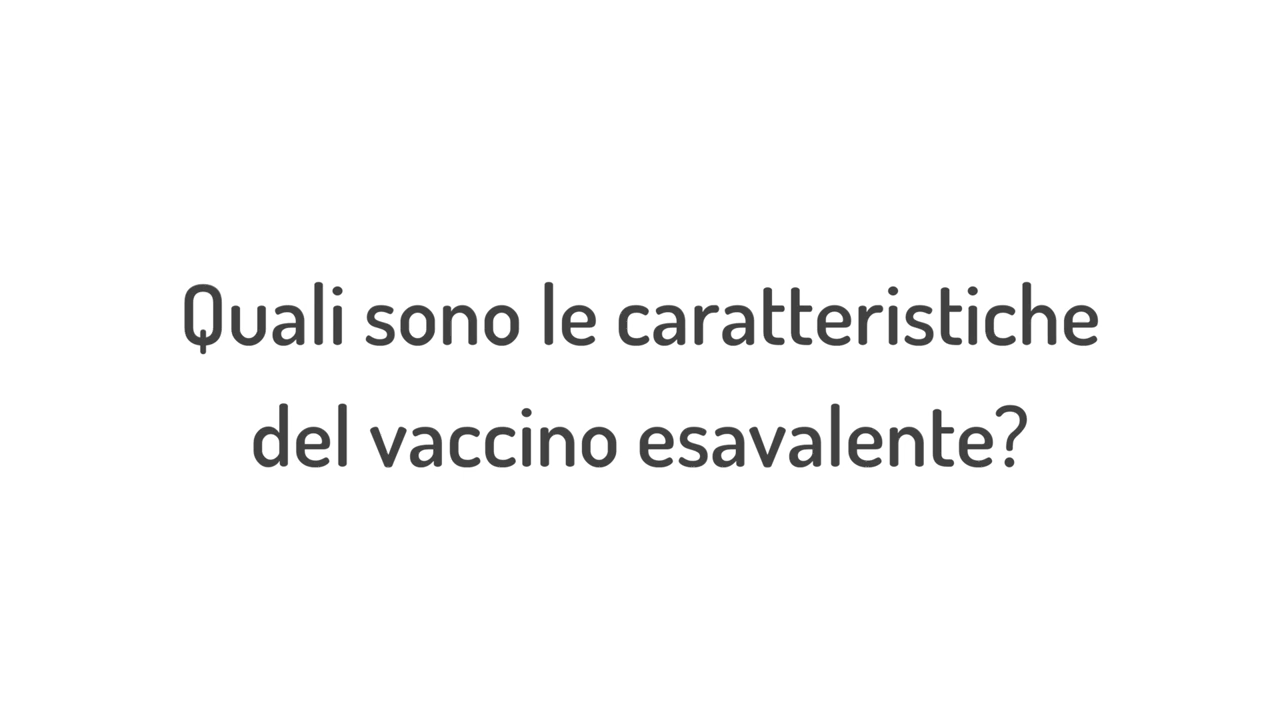 Quali sono le caratteristiche
del vaccino esavalente?